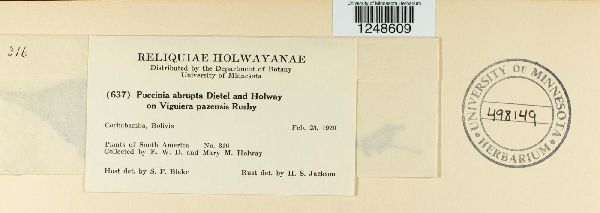 University of Minnesota Herbarium
1248609
316
RELIQUIAE HOLWAYANAE
Distributed by the Department of Botany
University of Minnesota
(637) Puccinia abrupta Dietel and Holway
on Viguiera pazensis Rusby
Cochabamba, Bolivia Feb. 25, 1920
Plants of South America No. 316
Collected by E. W. D. and Mary M. Holway
Host det. by S. F. Blake Rust det. by H. S. Jackson
UNIVERSITY OF MINNESOTA
498149
HERBARIUM